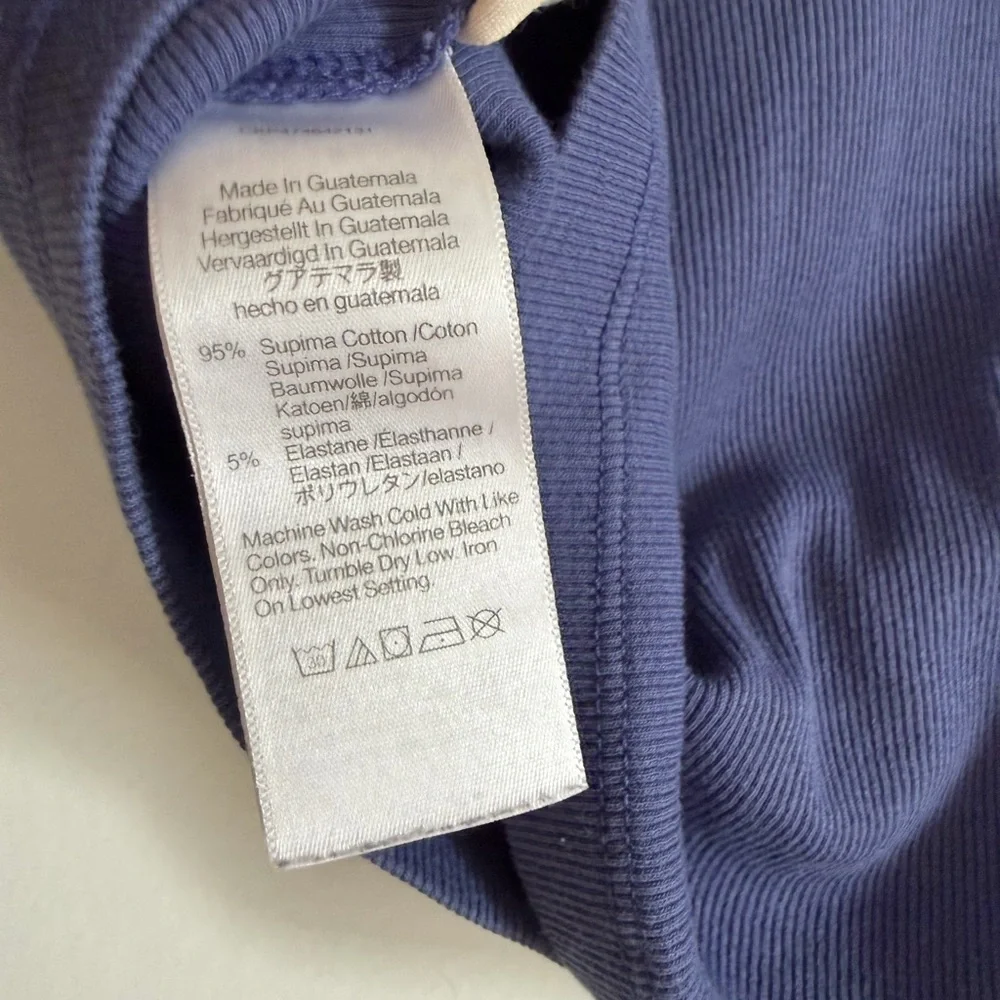 Made In Guatemala
Fabriqué Au Guatemala
Hergestellt In Guatemala
Vervaardigd In Guatemala
グアテマラ製
hecho en guatemala
95% Supima Cotton /Coton
Supima /Supima
Baumwolle /Supima
Katoen/綿/algodón
supima
5% Elastane /Élasthanne /
Elastan /Elastaan /
ポリウレタン/elastano
Machine Wash Cold With Like
Colors, Non-Chlorine Bleach
Only, Tumble Dry Low, Iron
On Lowest Setting.
30